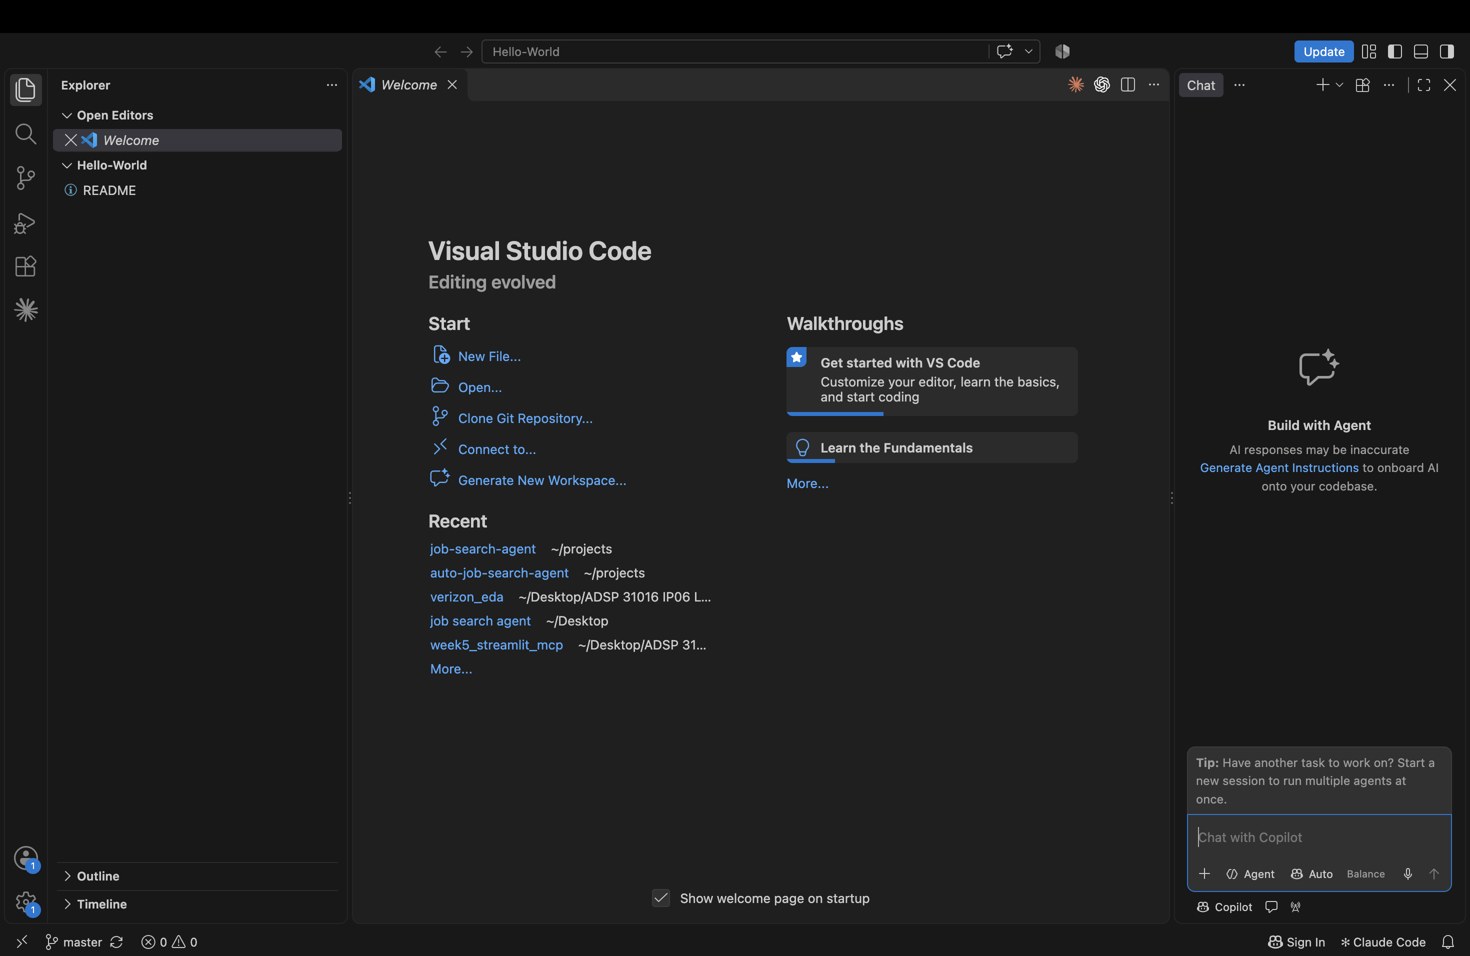 Hello-World
Update
Explorer
Open Editors
Welcome
Hello-World
README
Outline
Timeline
1
1
Welcome
Visual Studio Code
Editing evolved
Start
New File...
Open...
Clone Git Repository...
Connect to...
Generate New Workspace...
Recent
job-search-agent ~/projects
auto-job-search-agent ~/projects
verizon_eda ~/Desktop/ADSP 31016 IP06 L...
job search agent ~/Desktop
week5_streamlit_mcp ~/Desktop/ADSP 31...
More...
Walkthroughs
Get started with VS Code
Customize your editor, learn the basics,
and start coding
Learn the Fundamentals
More...
Show welcome page on startup
Chat
Build with Agent
AI responses may be inaccurate
Generate Agent Instructions to onboard AI
onto your codebase.
Tip: Have another task to work on? Start a
new session to run multiple agents at
once.
Chat with Copilot
Agent Auto Balance
Copilot
master 0 0
Sign In Claude Code